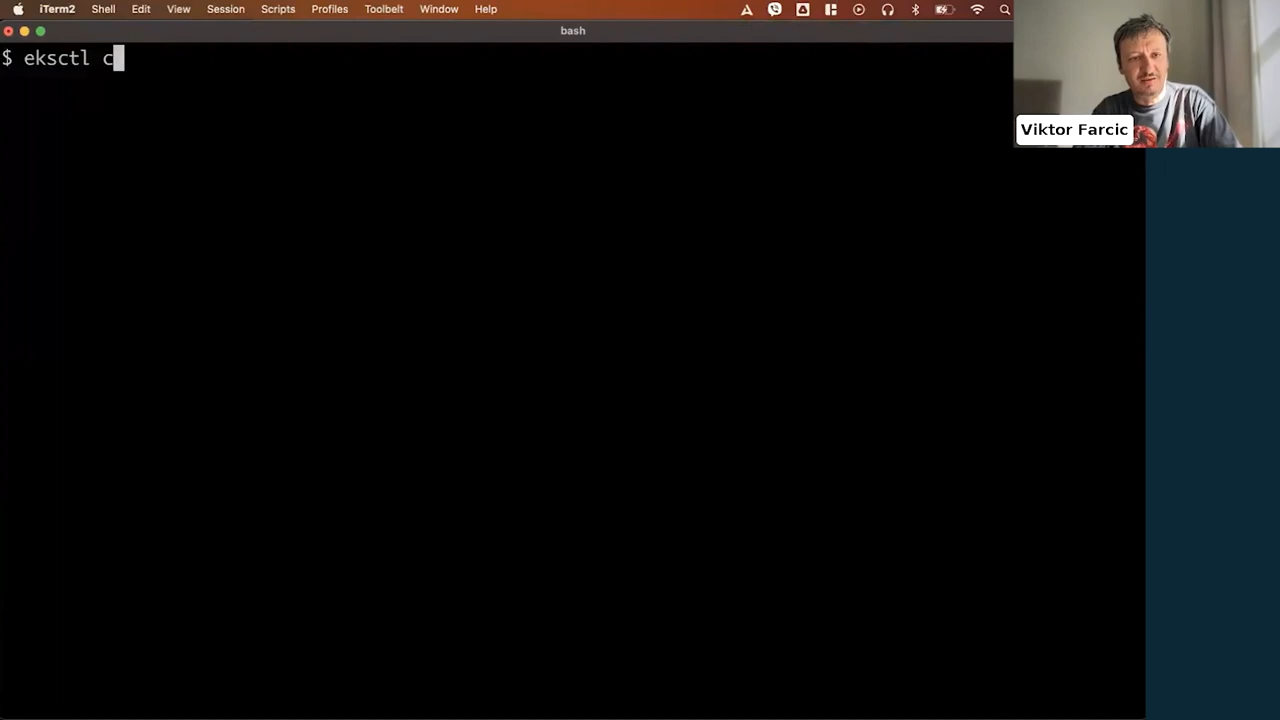 iTerm2 Shell Edit View Session Scripts Profiles Toolbelt Window Help
bash
$ eksctl c
Viktor Farcic